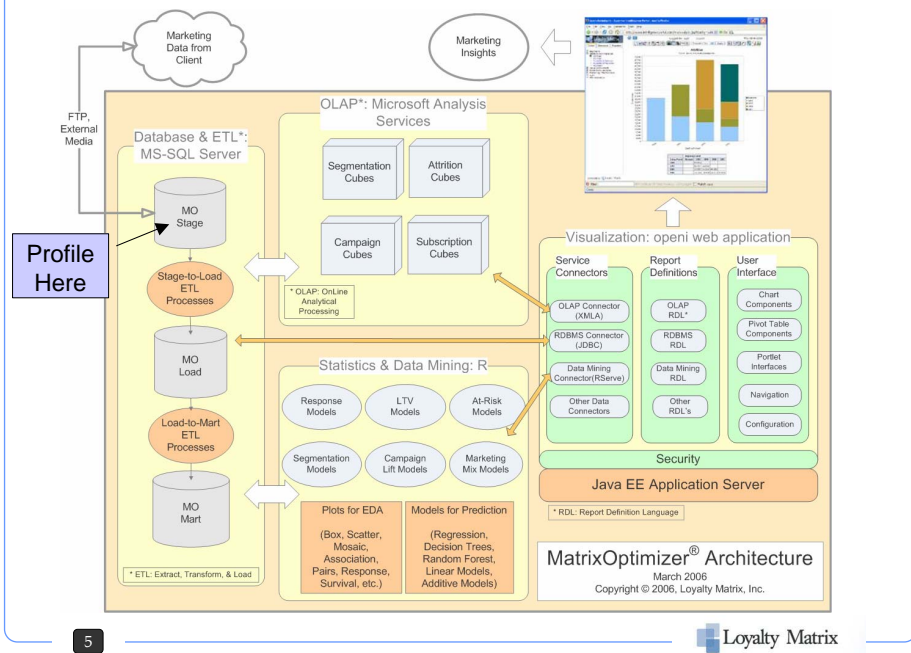 Marketing
Data from
Client
Marketing
Insights
FTP,
External
Media
Database & ETL*:
MS-SQL Server
MO
Stage
Profile
Here
Stage-to-Load
ETL
Processes
MO
Load
Load-to-Mart
ETL
Processes
MO
Mart
* ETL: Extract, Transform, & Load
OLAP*: Microsoft Analysis
Services
Segmentation
Cubes
Attrition
Cubes
Campaign
Cubes
Subscription
Cubes
* OLAP: OnLine
Analytical
Processing
Statistics & Data Mining: R
Response
Models
LTV
Models
At-Risk
Models
Segmentation
Models
Campaign
Lift Models
Marketing
Mix Models
Plots for EDA
(Box, Scatter,
Mosaic,
Association,
Pairs, Response,
Survival, etc.)
Models for Prediction
(Regression,
Decision Trees,
Random Forest,
Linear Models,
Additive Models)
Visualization: openi web application
Service
Connectors
OLAP Connector
(XMLA)
RDBMS Connector
(JDBC)
Data Mining
Connector(RServe)
Other Data
Connectors
Report
Definitions
OLAP
RDL*
RDBMS
RDL
Data Mining
RDL
Other
RDL's
User
Interface
Chart
Components
Pivot Table
Components
Portlet
Interfaces
Navigation
Configuration
Security
Java EE Application Server
* RDL: Report Definition Language
MatrixOptimizer® Architecture
March 2006
Copyright © 2006, Loyalty Matrix, Inc.
5
Loyalty Matrix